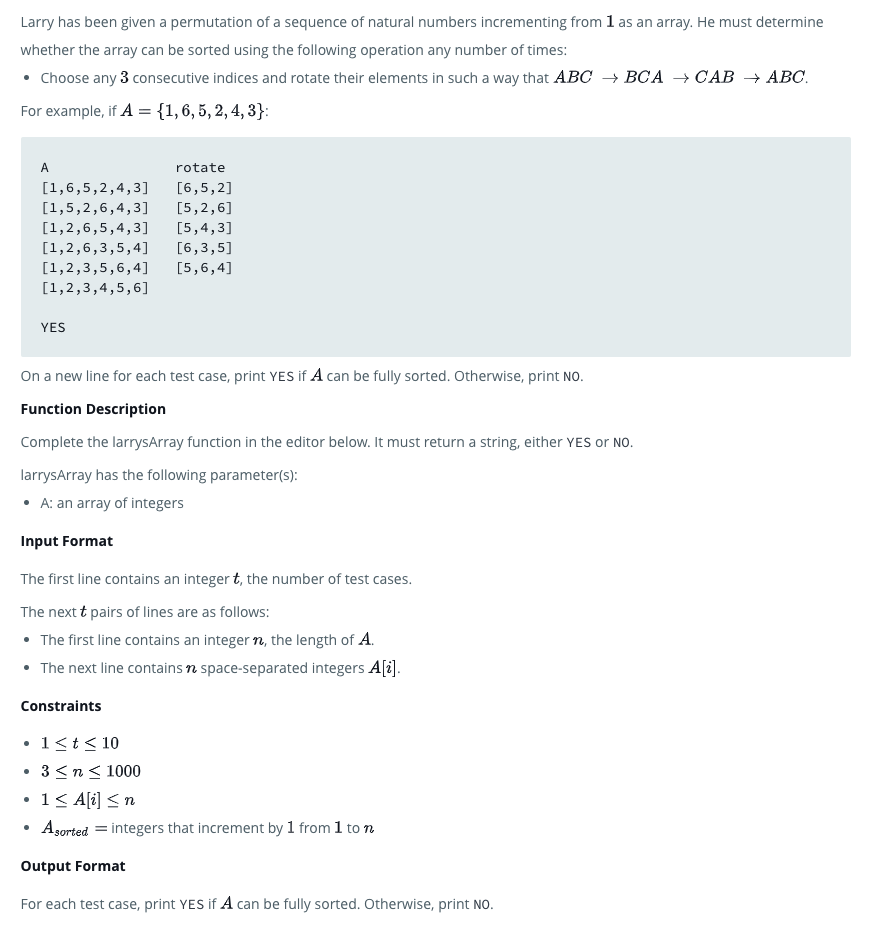 Larry has been given a permutation of a sequence of natural numbers incrementing from 1 as an array. He must determine
whether the array can be sorted using the following operation any number of times:
• Choose any 3 consecutive indices and rotate their elements in such a way that ABC → BCA → CAB → ABC.
For example, if A = {1, 6, 5, 2, 4, 3}:
A rotate
[1,6,5,2,4,3] [6,5,2]
[1,5,2,6,4,3] [5,2,6]
[1,2,6,5,4,3] [5,4,3]
[1,2,6,3,5,4] [6,3,5]
[1,2,3,5,6,4] [5,6,4]
[1,2,3,4,5,6]
YES
On a new line for each test case, print YES if A can be fully sorted. Otherwise, print NO.
Function Description
Complete the larrysArray function in the editor below. It must return a string, either YES or NO.
larrysArray has the following parameter(s):
• A: an array of integers
Input Format
The first line contains an integer t, the number of test cases.
The next t pairs of lines are as follows:
• The first line contains an integer n, the length of A.
• The next line contains n space-separated integers A[i].
Constraints
• 1 ≤ t ≤ 10
• 3 ≤ n ≤ 1000
• 1 ≤ A[i] ≤ n
• A_sorted = integers that increment by 1 from 1 to n
Output Format
For each test case, print YES if A can be fully sorted. Otherwise, print NO.